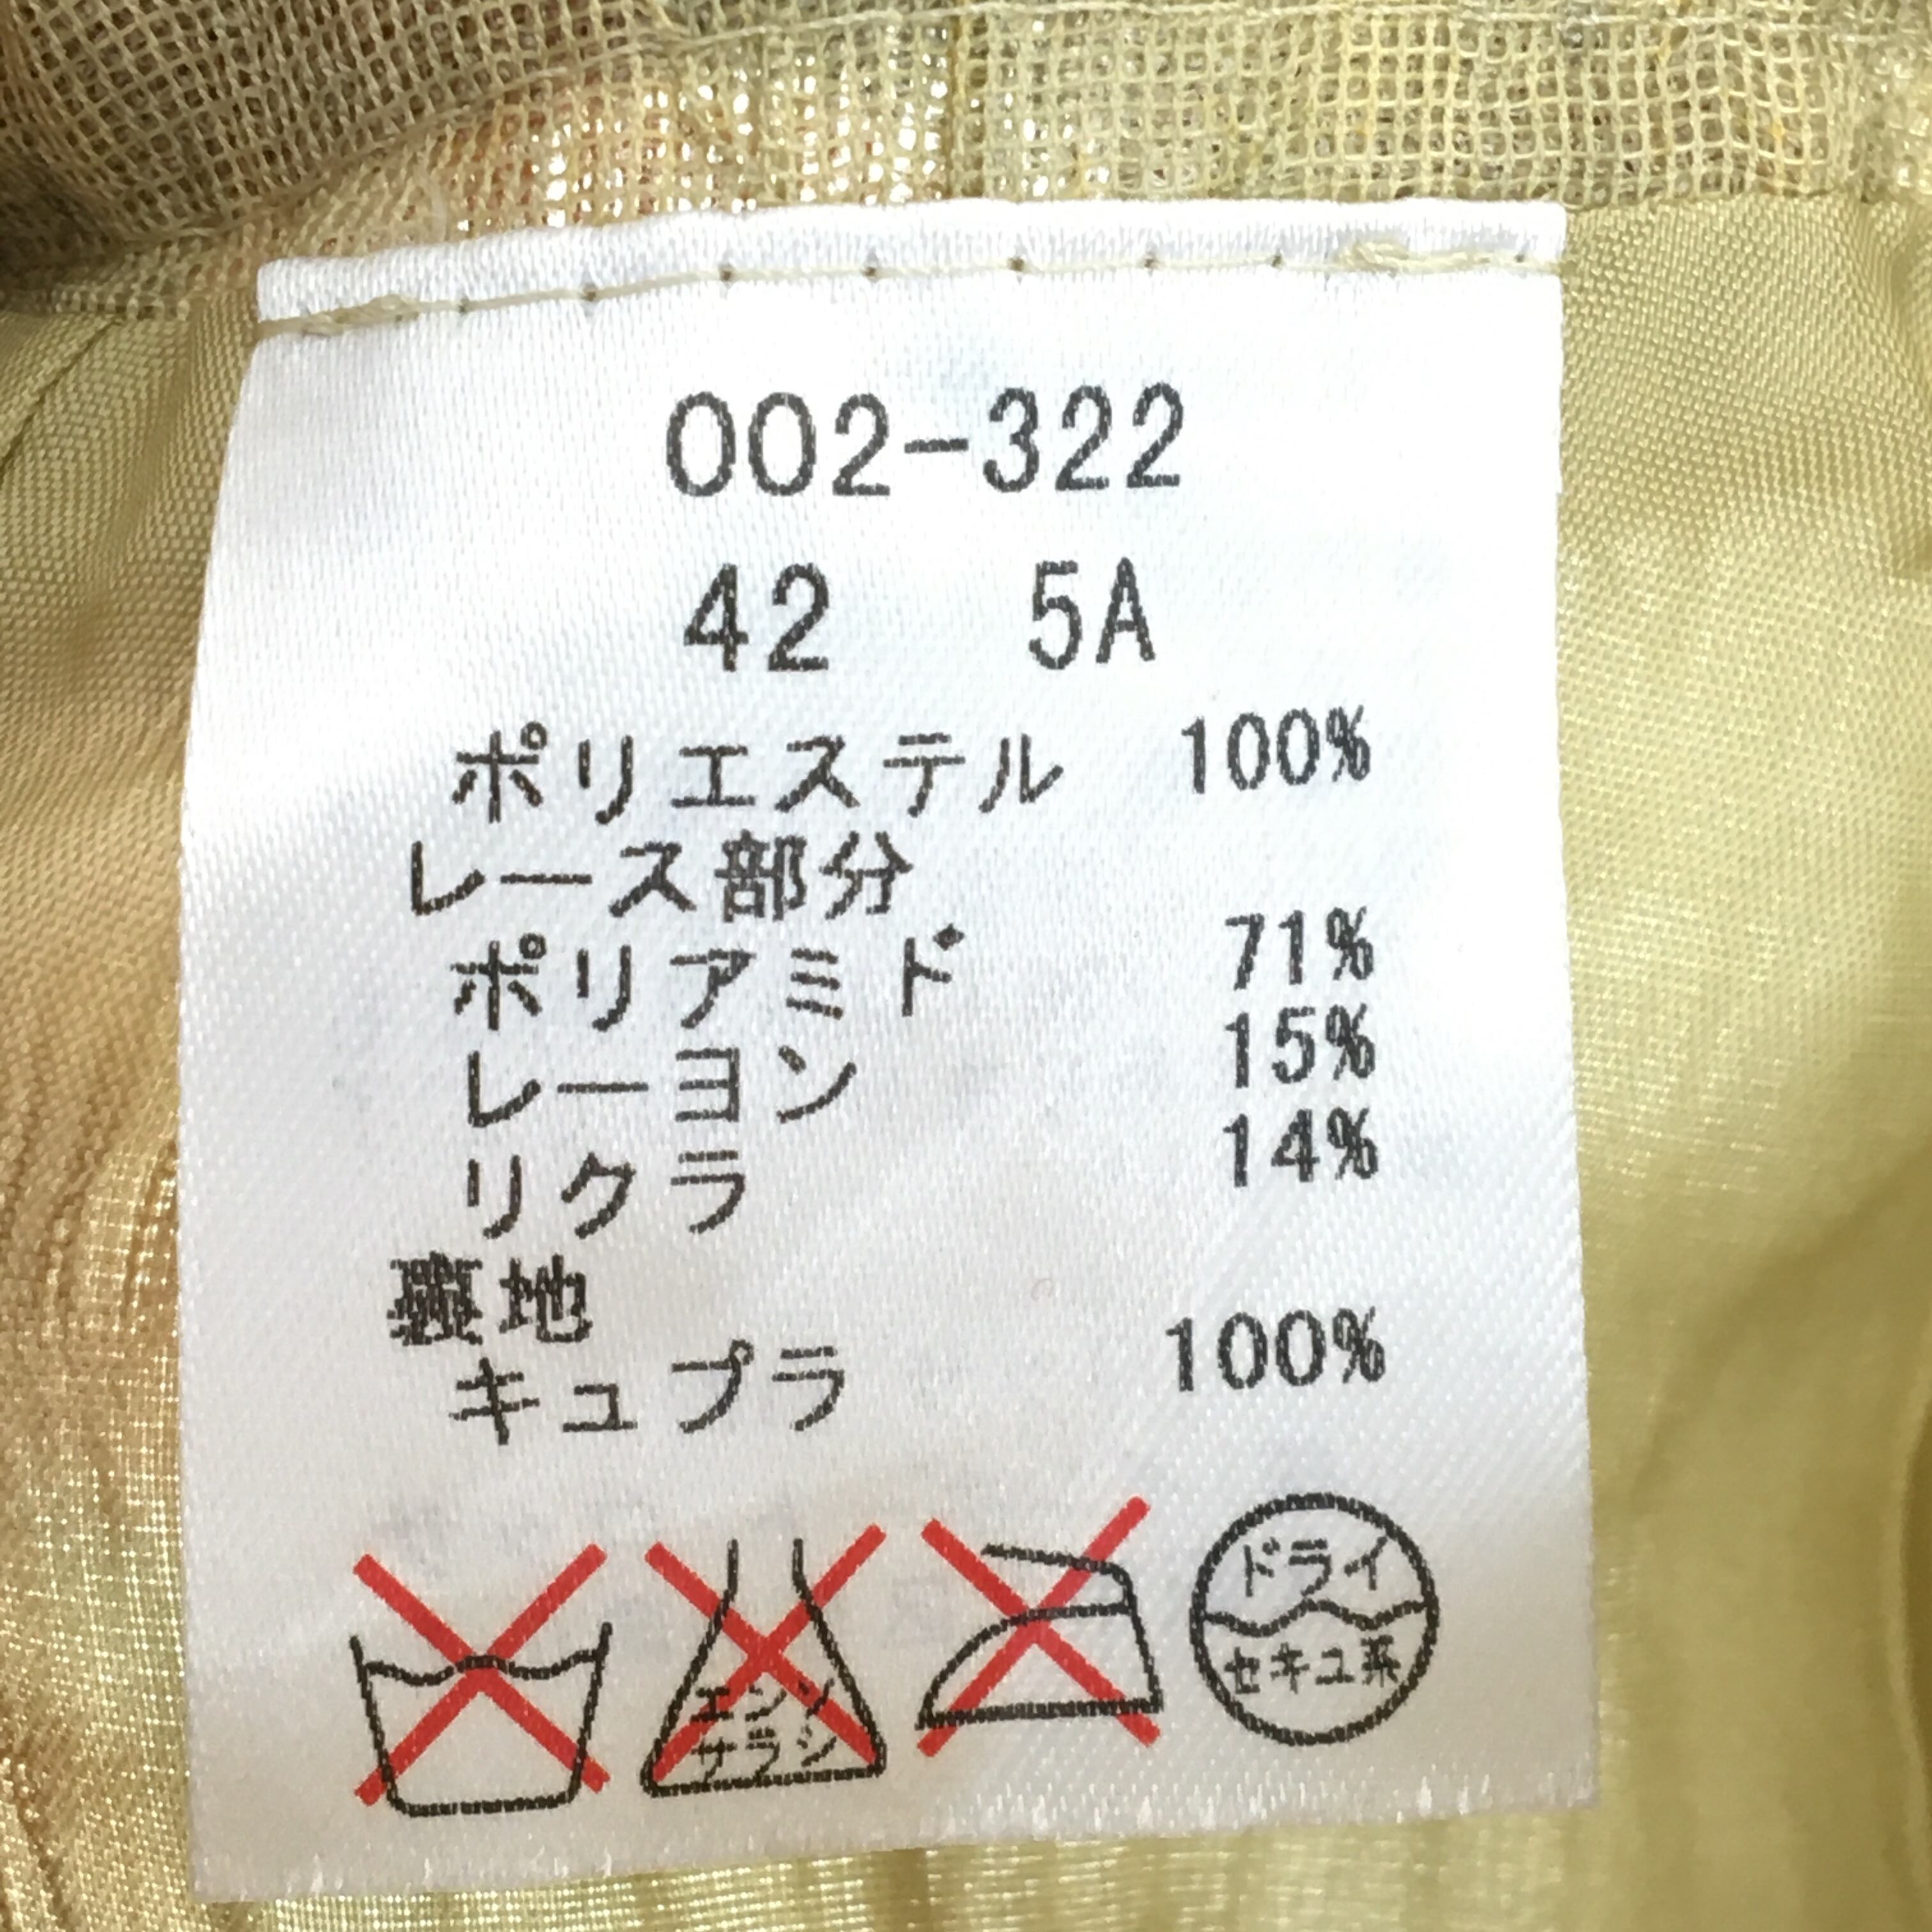 002-322
42 5A
ポリエステル 100%
レース部分
ポリアミド 71%
レーヨン 15%
リクラ 14%
裏地
キュプラ 100%
エンソ
サラシ
ドライ
セキユ系